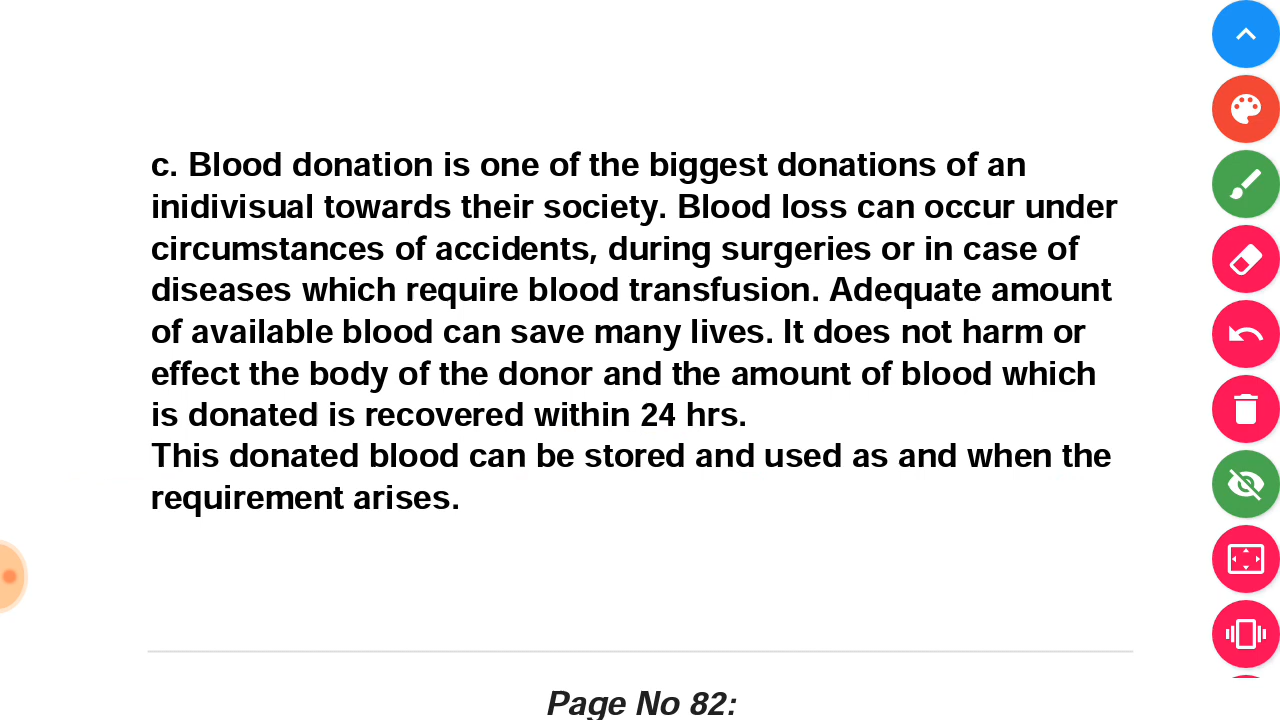 c. Blood donation is one of the biggest donations of an
inidivisual towards their society. Blood loss can occur under
circumstances of accidents, during surgeries or in case of
diseases which require blood transfusion. Adequate amount
of available blood can save many lives. It does not harm or
effect the body of the donor and the amount of blood which
is donated is recovered within 24 hrs.
This donated blood can be stored and used as and when the
requirement arises.
Page No 82: